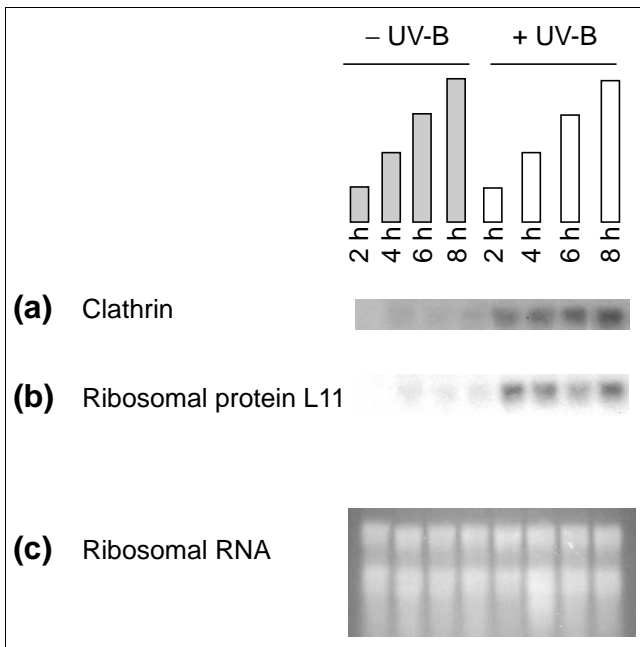 – UV-B + UV-B
2 h 4 h 6 h 8 h 2 h 4 h 6 h 8 h
(a) Clathrin
(b) Ribosomal protein L11
(c) Ribosomal RNA